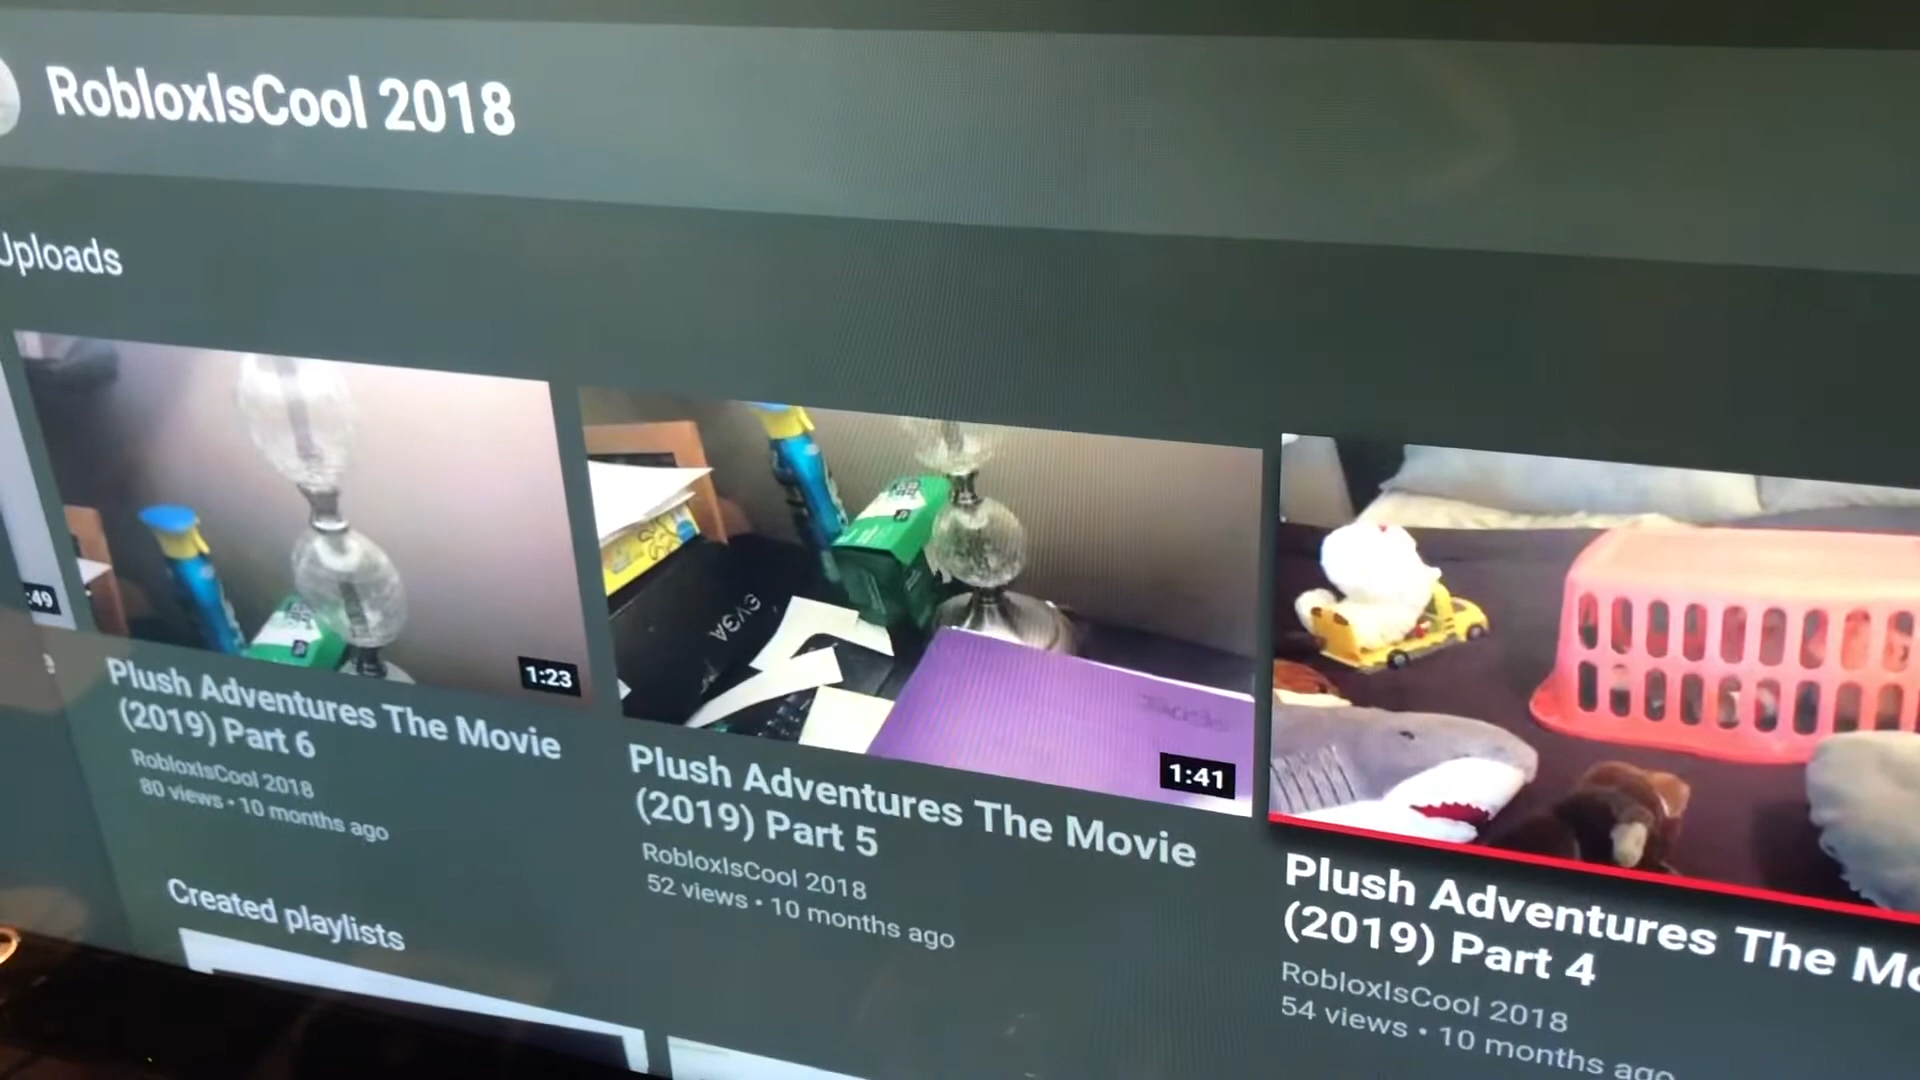 RobloxIsCool 2018
Uploads
:49
1:23
Plush Adventures The Movie
(2019) Part 6
RobloxIsCool 2018
80 views • 10 months ago
EVGA
1:41
Plush Adventures The Movie
(2019) Part 5
RobloxIsCool 2018
52 views • 10 months ago
Plush Adventures The Mo
(2019) Part 4
RobloxIsCool 2018
54 views • 10 months ago
Created playlists